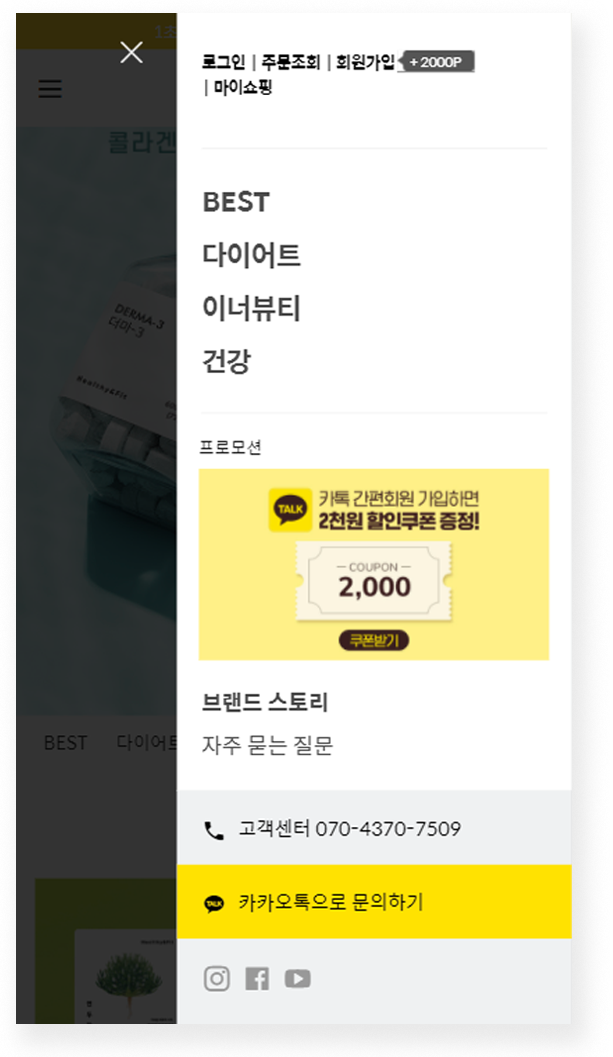 로그인 | 주문조회 | 회원가입 + 2000P
| 마이쇼핑
콜라겐
DERMA-3
더마-3
Healthy&Fit
BEST
다이어트
이너뷰티
건강
프로모션
TALK
카톡 간편회원 가입하면
2천원 할인쿠폰 증정!
COUPON
2,000
쿠폰받기
브랜드 스토리
자주 묻는 질문
BEST 다이어트
고객센터 070-4370-7509
TALK 카카오톡으로 문의하기